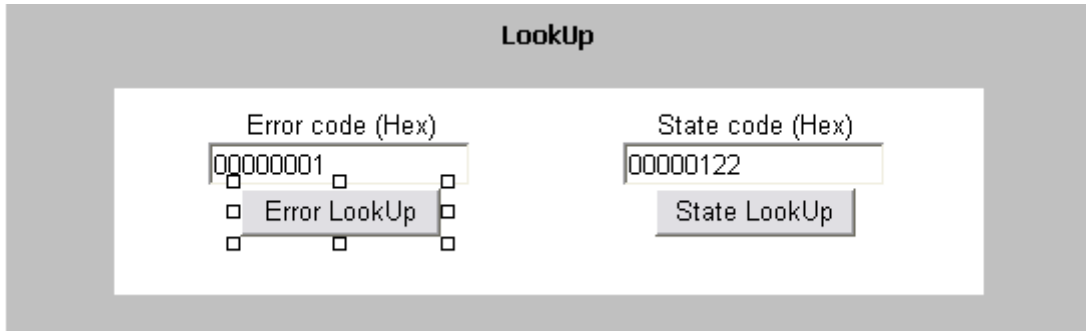 LookUp
Error code (Hex)
State code (Hex)
00000001
00000122
Error LookUp
State LookUp